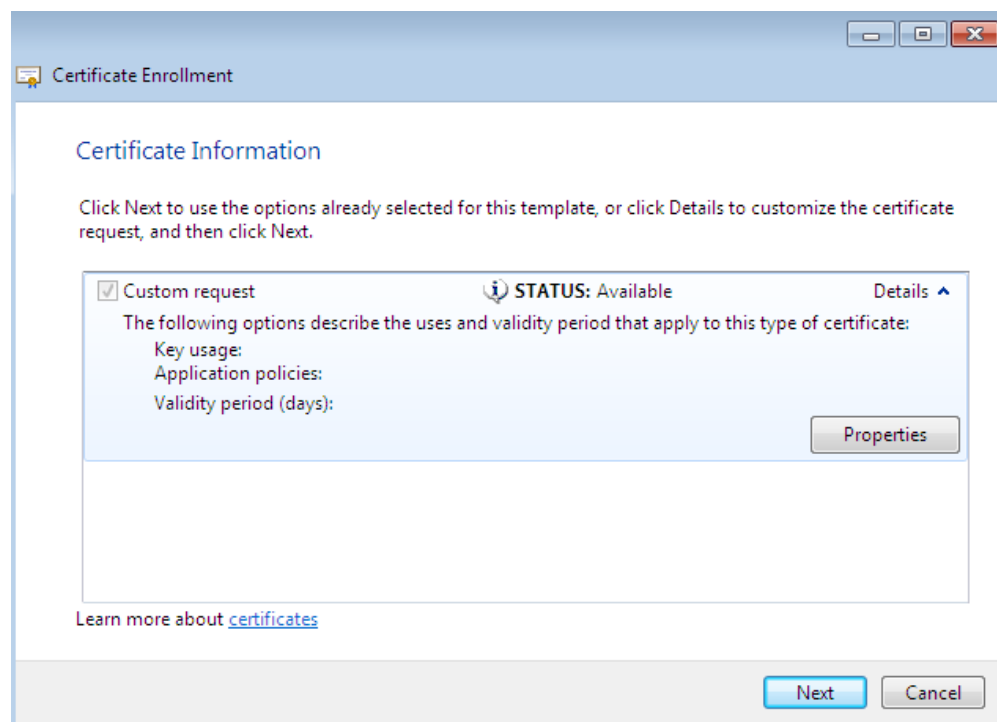 Certificate Enrollment
Certificate Information
Click Next to use the options already selected for this template, or click Details to customize the certificate
request, and then click Next.
Custom request STATUS: Available Details
The following options describe the uses and validity period that apply to this type of certificate:
Key usage:
Application policies:
Validity period (days):
Properties
Learn more about certificates
Next Cancel